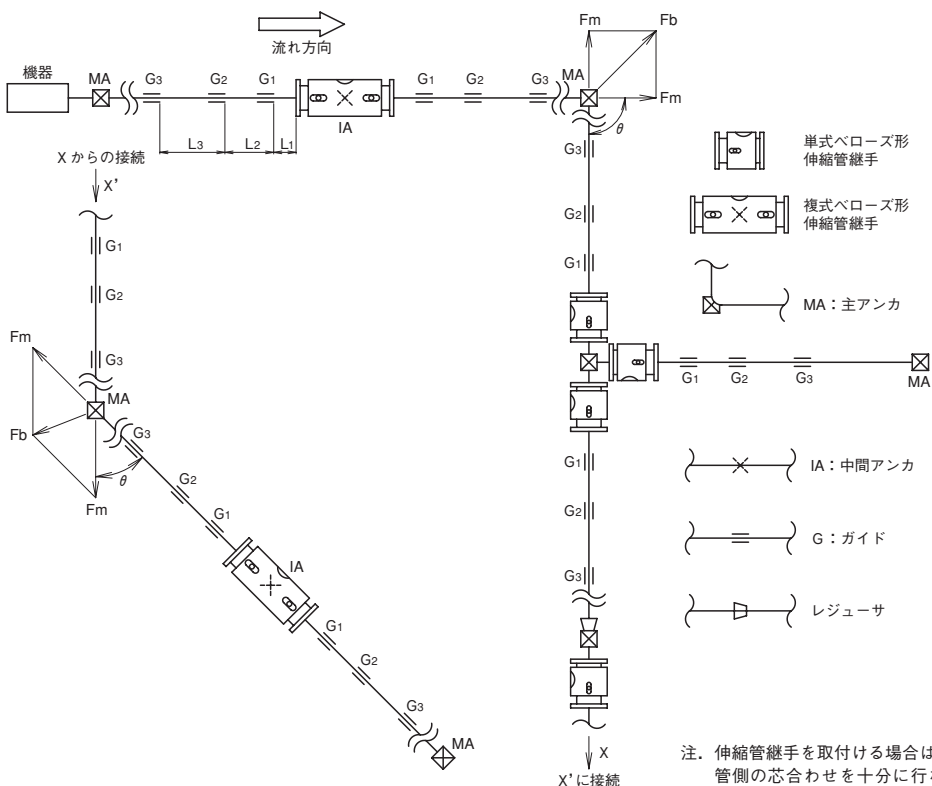 流れ方向
機器
MA
G3
G2
G1
IA
G1
G2
G3
MA
Fm
Fb
Fm
θ
L3
L2
L1
X からの接続
X'
G1
G2
G3
MA
Fm
Fb
Fm
θ
G3
G2
G1
IA
G1
G2
G3
MA
G3
G2
G1
G1
G2
G3
MA
G1
G2
G3
X
X'に接続
単式ベローズ形
伸縮管継手
複式ベローズ形
伸縮管継手
MA：主アンカ
IA：中間アンカ
G：ガイド
レジューサ
注．伸縮管継手を取付ける場合は
管側の芯合わせを十分に行